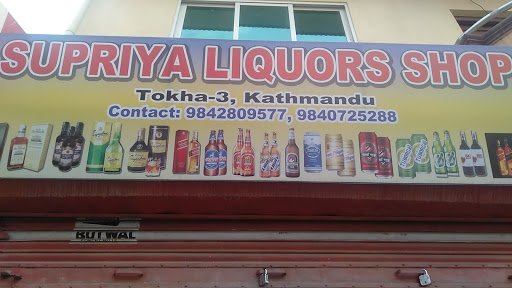 SUPRIYA LIQUORS SHOP
Tokha-3, Kathmandu
Contact: 9842809577, 9840725288
BUTWAL